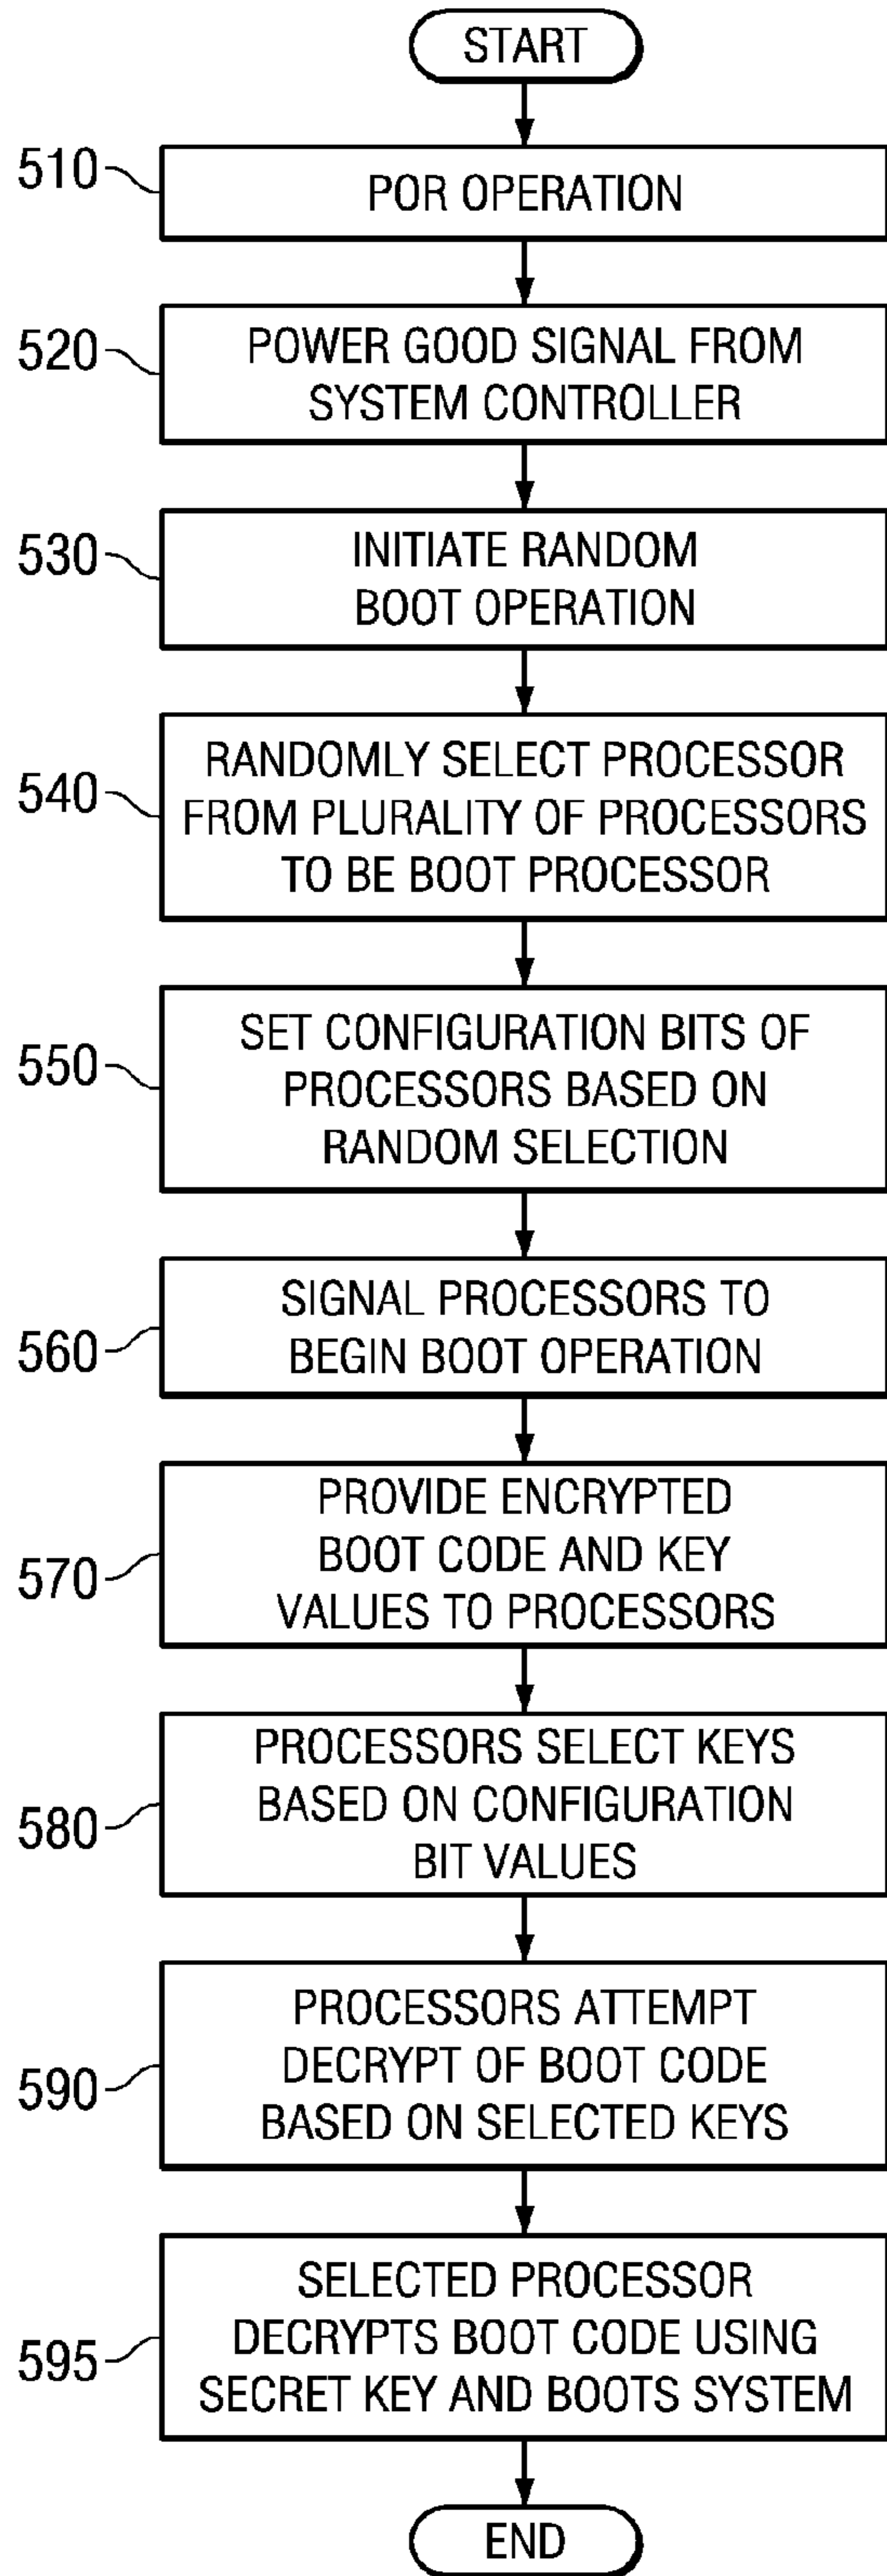 START
510
POR OPERATION
520
POWER GOOD SIGNAL FROM
SYSTEM CONTROLLER
530
INITIATE RANDOM
BOOT OPERATION
540
RANDOMLY SELECT PROCESSOR
FROM PLURALITY OF PROCESSORS
TO BE BOOT PROCESSOR
550
SET CONFIGURATION BITS OF
PROCESSORS BASED ON
RANDOM SELECTION
560
SIGNAL PROCESSORS TO
BEGIN BOOT OPERATION
570
PROVIDE ENCRYPTED
BOOT CODE AND KEY
VALUES TO PROCESSORS
580
PROCESSORS SELECT KEYS
BASED ON CONFIGURATION
BIT VALUES
590
PROCESSORS ATTEMPT
DECRYPT OF BOOT CODE
BASED ON SELECTED KEYS
595
SELECTED PROCESSOR
DECRYPTS BOOT CODE USING
SECRET KEY AND BOOTS SYSTEM
END